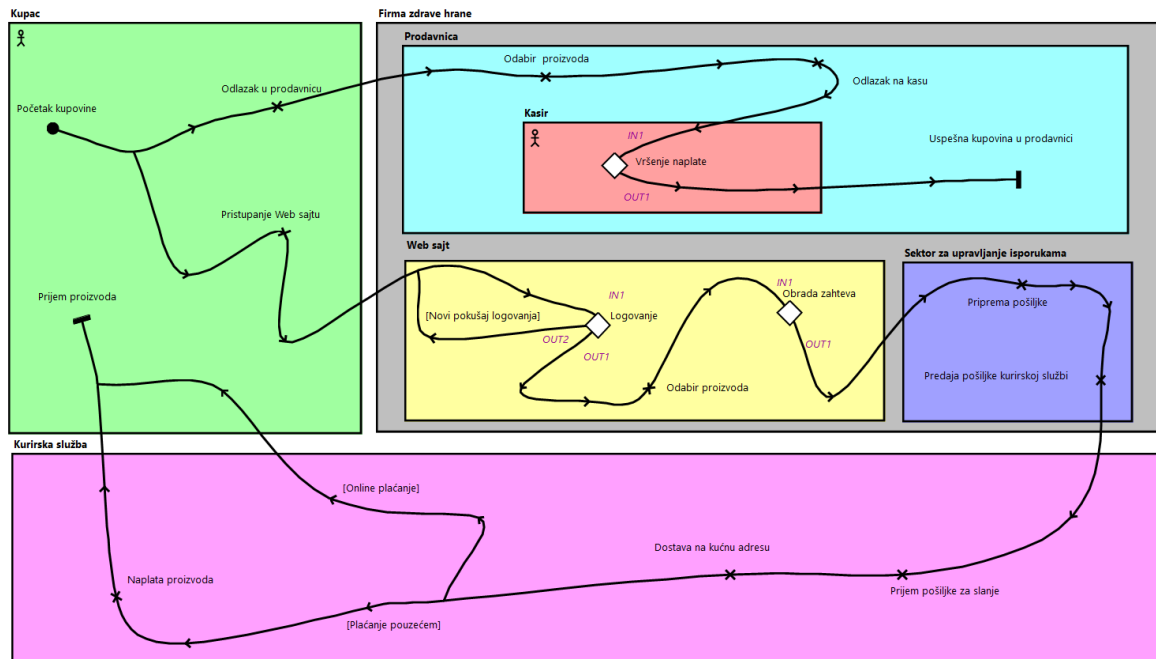 Kupac
Firma zdrave hrane
Prodavnica
Odabir proizvoda
Odlazak u prodavnicu
Odlazak na kasu
Početak kupovine
Kasir
IN1
Vršenje naplate
OUT1
Uspešna kupovina u prodavnici
Pristupanje Web sajtu
Web sajt
Sektor za upravljanje isporukama
Prijem proizvoda
IN1
[Novi pokušaj logovanja]
Logovanje
OUT2
OUT1
IN1
Obrada zahteva
OUT1
Odabir proizvoda
Priprema pošiljke
Predaja pošiljke kurirskoj službi
Kurirska služba
[Online plaćanje]
Dostava na kućnu adresu
Naplata proizvoda
Prijem pošiljke za slanje
[Plaćanje pouzećem]